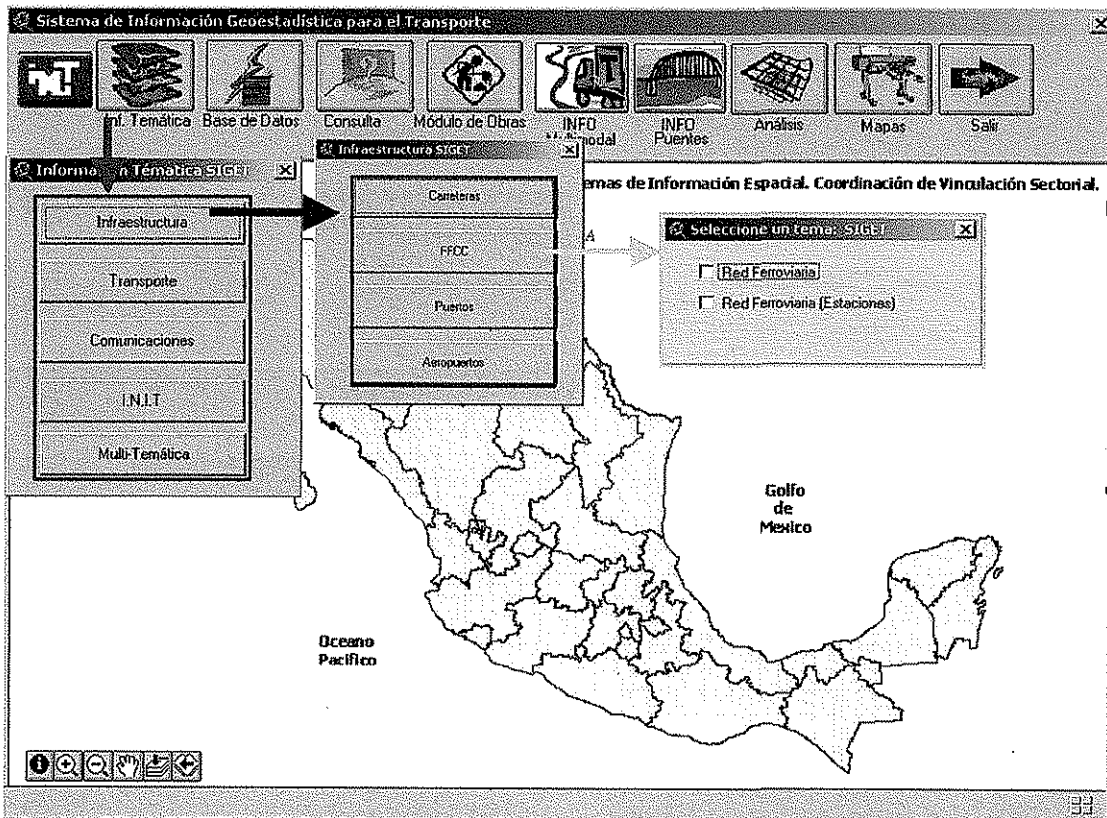 Sistema de Información Geoestadística para el Transporte
Inf. Temática
Base de Datos
Consulta
Módulo de Obras
INFO
INFO
Puentes
Análisis
Mapas
Salir
Temática SIGET
Infraestructura
Transporte
Comunicaciones
I.N.I.T
Multi-Temática
Infraestructura SIGET
Carreteras
FFCC
Puertos
Aeropuertos
de Información Espacial. Coordinación de Vinculación Sectorial.
A
Seleccione un tema: SIGET
Red Ferroviaria
Red Ferroviaria (Estaciones)
Golfo
de
Mexico
Oceano
Pacifico